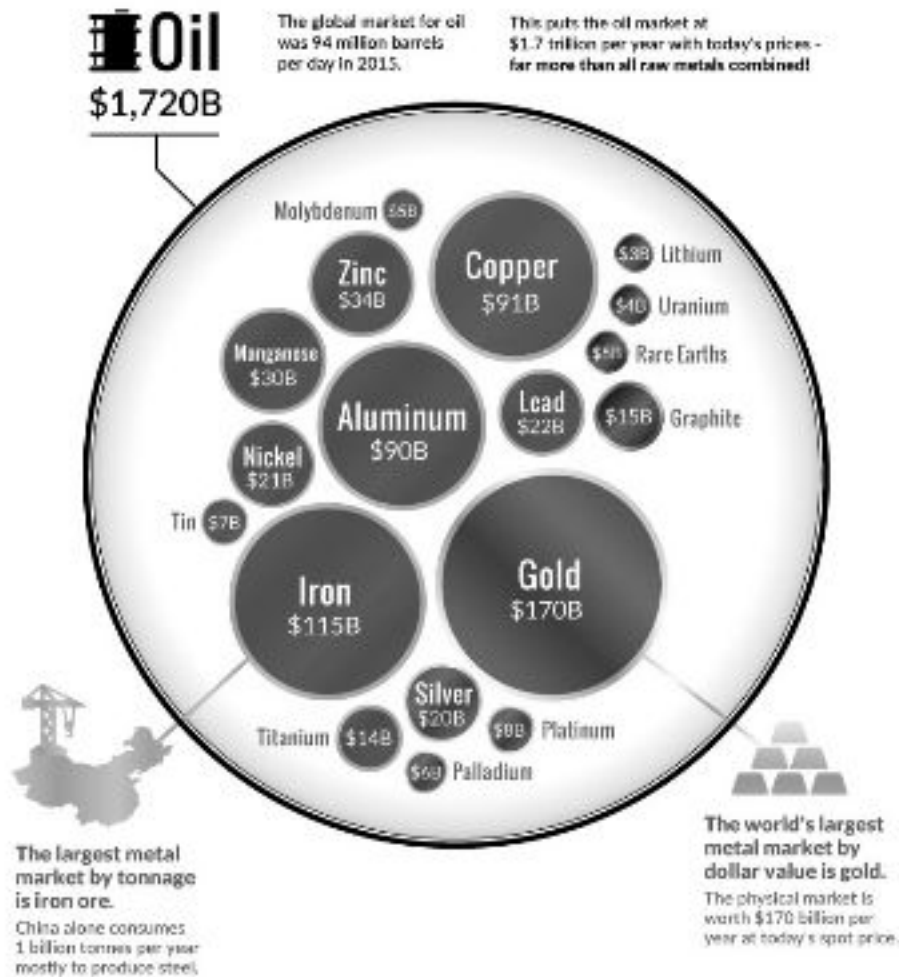 Oil
$1,720B
The global market for oil
was 94 million barrels
per day in 2015.
This puts the oil market at
$1.7 trillion per year with today's prices -
far more than all raw metals combined!
Molybdenum $5B
Zinc
$34B
Copper
$91B
$3B Lithium
$4B Uranium
$5B Rare Earths
Manganese
$30B
Aluminum
$90B
Lead
$22B
$15B Graphite
Nickel
$21B
Tin $7B
Iron
$115B
Gold
$170B
Silver
$20B
Titanium $14B
$8B Platinum
$6B Palladium
The largest metal
market by tonnage
is iron ore.
China alone consumes
1 billion tonnes per year
mostly to produce steel.
The world's largest
metal market by
dollar value is gold.
The physical market is
worth $170 billion per
year at today's spot price.